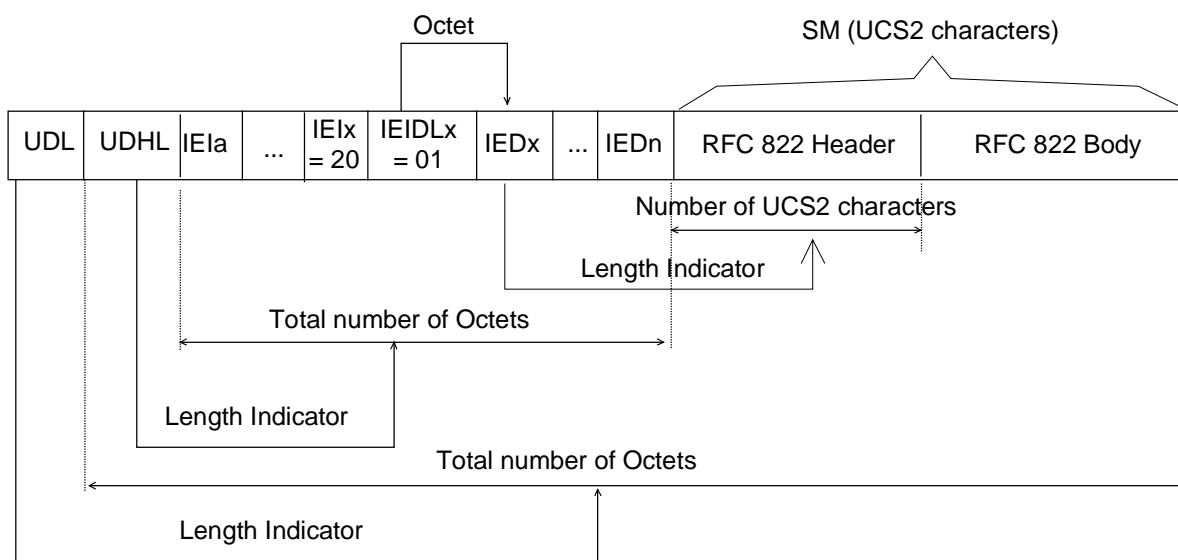 Octet
SM (UCS2 characters)
UDL
UDHL
IEIa
...
IEIx
= 20
IEIDLx
= 01
IEDx
...
IEDn
RFC 822 Header
RFC 822 Body
Number of UCS2 characters
Length Indicator
Total number of Octets
Length Indicator
Total number of Octets
Length Indicator